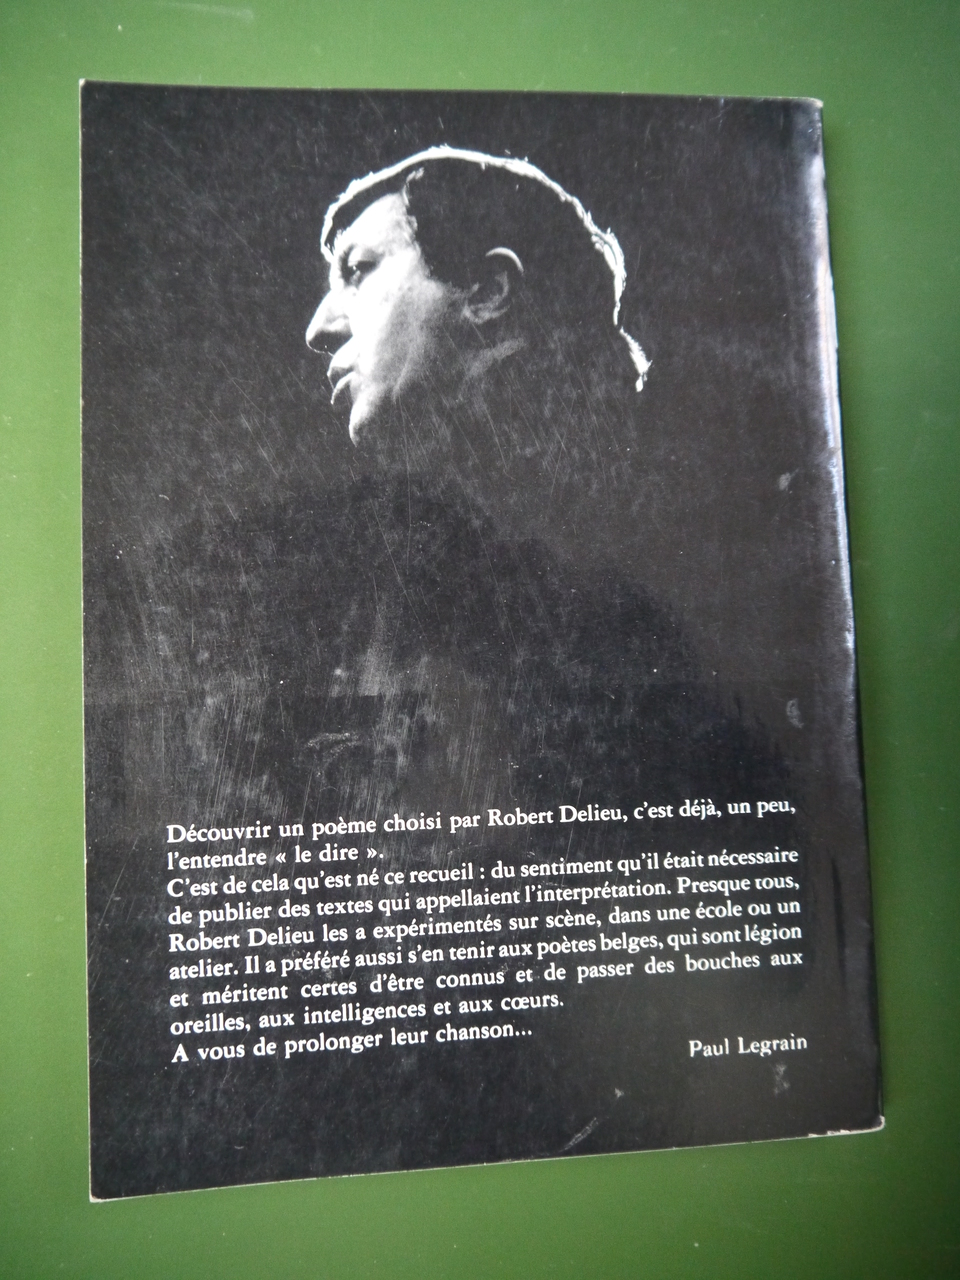 Découvrir un poème choisi par Robert Delieu, c'est déjà, un peu,
l'entendre « le dire ».
C'est de cela qu'est né ce recueil : du sentiment qu'il était nécessaire
de publier des textes qui appellaient l'interprétation. Presque tous,
Robert Delieu les a expérimentés sur scène, dans une école ou un
atelier. Il a préféré aussi s'en tenir aux poètes belges, qui sont légion
et méritent certes d'être connus et de passer des bouches aux
oreilles, aux intelligences et aux cœurs.
A vous de prolonger leur chanson...
Paul Legrain